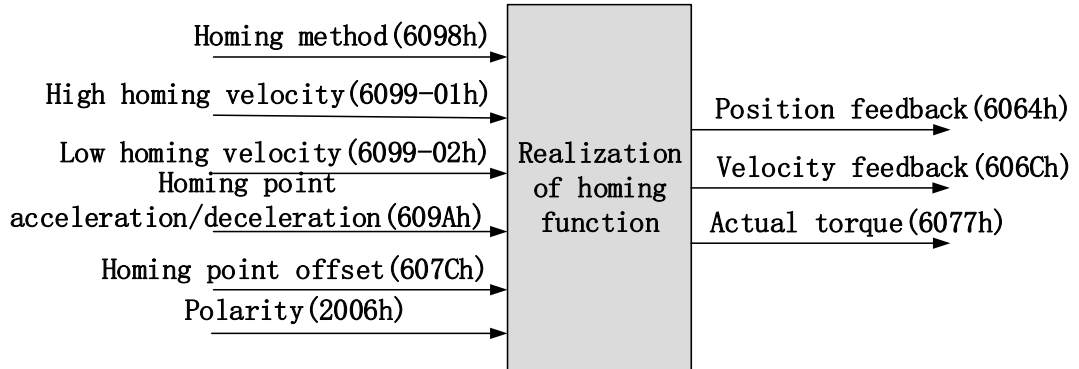 Homing method(6098h)
High homing velocity(6099-01h)
Low homing velocity(6099-02h)
Homing point
acceleration/deceleration(609Ah)
Homing point offset(607Ch)
Polarity(2006h)
Realization
of homing
function
Position feedback(6064h)
Velocity feedback(606Ch)
Actual torque(6077h)